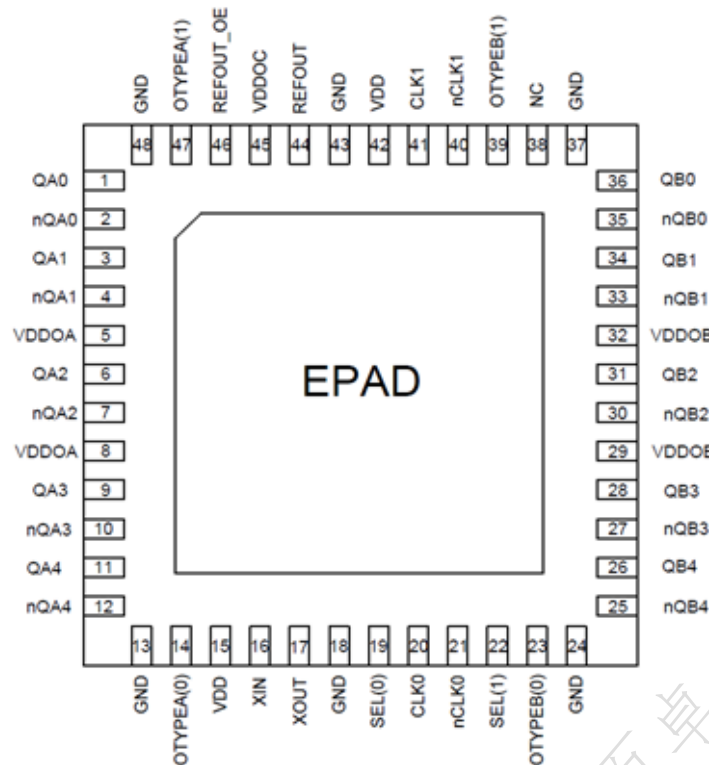 GND OTYPEA(1) REFOUT_OE VDDOC REFOUT GND VDD CLK1 nCLK1 OTYPEB(1) NC GND
48 47 46 45 44 43 42 41 40 39 38 37
QA0 1 36 QB0
nQA0 2 35 nQB0
QA1 3 34 QB1
nQA1 4 33 nQB1
VDDOA 5 32 VDDOB
QA2 6 31 QB2
EPAD
nQA2 7 30 nQB2
VDDOA 8 29 VDDOB
QA3 9 28 QB3
nQA3 10 27 nQB3
QA4 11 26 QB4
nQA4 12 25 nQB4
13 14 15 16 17 18 19 20 21 22 23 24
GND OTYPEA(0) VDD XIN XOUT GND SEL(0) CLK0 nCLK0 SEL(1) OTYPEB(0) GND